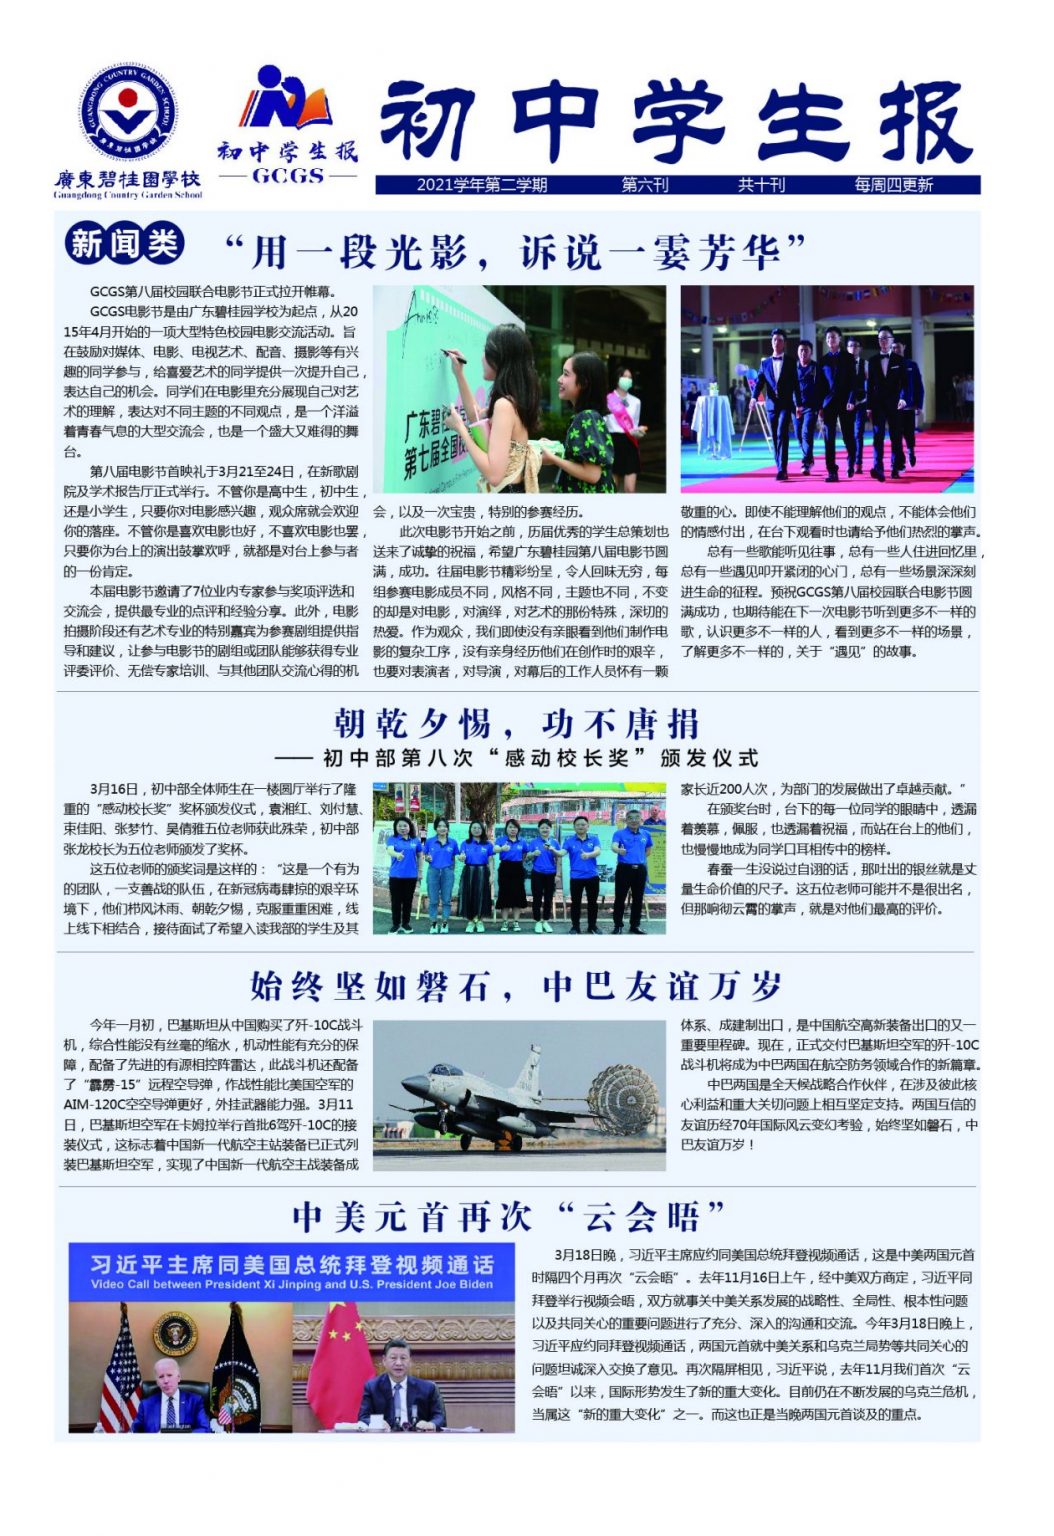 GUANGDONG COUNTRY GARDEN SCHOOL
廣東碧桂園學校
廣東碧桂園學校
Guangdong Country Garden School
初中学生报
GCGS
初中学生报
2021学年第二学期 第六刊 共十刊 每周四更新
新闻类
“用一段光影，诉说一霎芳华”
GCGS第八届校园联合电影节正式拉开帷幕。
GCGS电影节是由广东碧桂园学校为起点，从20
15年4月开始的一项大型特色校园电影交流活动。旨
在鼓励对媒体、电影、电视艺术、配音、摄影等有兴
趣的同学参与，给喜爱艺术的同学提供一次提升自己，
表达自己的机会。同学们在电影里充分展现自己对艺
术的理解，表达对不同主题的不同观点，是一个洋溢
着青春气息的大型交流会，也是一个盛大又难得的舞
台。
第八届电影节首映礼于3月21至24日，在新歌剧
院及学术报告厅正式举行。不管你是高中生，初中生，
还是小学生，只要你对电影感兴趣，观众席就会欢迎
你的落座。不管你是喜欢电影也好，不喜欢电影也罢，
只要你为台上的演出鼓掌欢呼，就都是对台上参与者
的一份肯定。
本届电影节邀请了7位业内专家参与奖项评选和
交流会，提供最专业的点评和经验分享。此外，电影
拍摄阶段还有艺术专业的特别嘉宾为参赛剧组提供指
导和建议，让参与电影节的剧组或团队能够获得专业
评委评价、无偿专家培训、与其他团队交流心得的机
广东碧桂
第七届全国校
会，以及一次宝贵，特别的参赛经历。
此次电影节开始之前，历届优秀的学生总策划也
送来了诚挚的祝福，希望广东碧桂园第八届电影节圆
满，成功。往届电影节精彩纷呈，令人回味无穷，每
组参赛电影成员不同，风格不同，主题也不同，不变
的却是对电影，对演绎，对艺术的那份特殊，深切的
热爱。作为观众，我们即使没有亲眼看到他们制作电
影的复杂工序，没有亲身经历他们在创作时的艰辛，
也要对表演者，对导演，对幕后的工作人员怀有一颗
敬重的心。即使不能理解他们的观点，不能体会他们
的情感付出，在台下观看时也请给予他们热烈的掌声。
总有一些歌能听见往事，总有一些人住进回忆里，
总有一些遇见叩开紧闭的心门，总有一些场景深深刻
进生命的征程。预祝GCGS第八届校园联合电影节圆
满成功，也期待能在下一次电影节听到更多不一样的
歌，认识更多不一样的人，看到更多不一样的场景，
了解更多不一样的，关于“遇见”的故事。
朝乾夕惕，功不唐捐
—— 初中部第八次“感动校长奖”颁发仪式
3月16日，初中部全体师生在一楼圆厅举行了隆
重的“感动校长奖”奖杯颁发仪式，袁湘红、刘付慧、
束佳阳、张梦竹、吴倩雅五位老师获此殊荣，初中部
张龙校长为五位老师颁发了奖杯。
这五位老师的颁奖词是这样的：“这是一个有为
的团队，一支善战的队伍，在新冠病毒肆掠的艰辛环
境下，他们栉风沐雨、朝乾夕惕，克服重重困难，线
上线下相结合，接待面试了希望入读我部的学生及其
家长近200人次，为部门的发展做出了卓越贡献。”
在颁奖台时，台下的每一位同学的眼睛中，透漏
着羡慕，佩服，也透漏着祝福，而站在台上的他们，
也慢慢地成为同学口耳相传中的榜样。
春蚕一生没说过自诩的话，那吐出的银丝就是丈
量生命价值的尺子。这五位老师可能并不是很出名，
但那响彻云霄的掌声，就是对他们最高的评价。
始终坚如磐石，中巴友谊万岁
今年一月初，巴基斯坦从中国购买了歼-10C战斗
机，综合性能没有丝毫的缩水，机动性能有充分的保
障，配备了先进的有源相控阵雷达，此战斗机还配备
了“霹雳-15”远程空导弹，作战性能比美国空军的
AIM-120C空空导弹更好，外挂武器能力强。3月11
日，巴基斯坦空军在卡姆拉举行首批6驾歼-10C的接
装仪式，这标志着中国新一代航空主站装备已正式列
装巴基斯坦空军，实现了中国新一代航空主战装备成
体系、成建制出口，是中国航空高新装备出口的又一
重要里程碑。现在，正式交付巴基斯坦空军的歼-10C
战斗机将成为中巴两国在航空防务领域合作的新篇章。
中巴两国是全天候战略合作伙伴，在涉及彼此核
心利益和重大关切问题上相互坚定支持。两国互信的
友谊历经70年国际风云变幻考验，始终坚如磐石，中
巴友谊万岁！
中美元首再次“云会晤”
习近平主席同美国总统拜登视频通话
Video Call between President Xi Jinping and U.S. President Joe Biden
3月18日晚，习近平主席应约同美国总统拜登视频通话，这是中美两国元首
时隔四个月再次“云会晤”。去年11月16日上午，经中美双方商定，习近平同
拜登举行视频会晤，双方就事关中美关系发展的战略性、全局性、根本性问题
以及共同关心的重要问题进行了充分、深入的沟通和交流。今年3月18日晚上，
习近平应约同拜登视频通话，两国元首就中美关系和乌克兰局势等共同关心的
问题坦诚深入交换了意见。再次隔屏相见，习近平说，去年11月我们首次“云
会晤”以来，国际形势发生了新的重大变化。目前仍在不断发展的乌克兰危机，
当属这“新的重大变化”之一。而这也正是当晚两国元首谈及的重点。